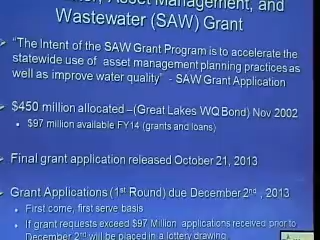 Asset Management, and
Wastewater (SAW) Grant
"The Intent of the SAW Grant Program is to accelerate the
statewide use of asset management planning practices as
well as improve water quality" - SAW Grant Application
$450 million allocated –(Great Lakes WQ Bond) Nov 2002
$97 million available FY14 (grants and loans)
Final grant application released October 21, 2013
Grant Applications (1st Round) due December 2nd, 2013
First come, first serve basis
If grant requests exceed $97 Million applications received prior to
December 2nd will be placed in a lottery drawing